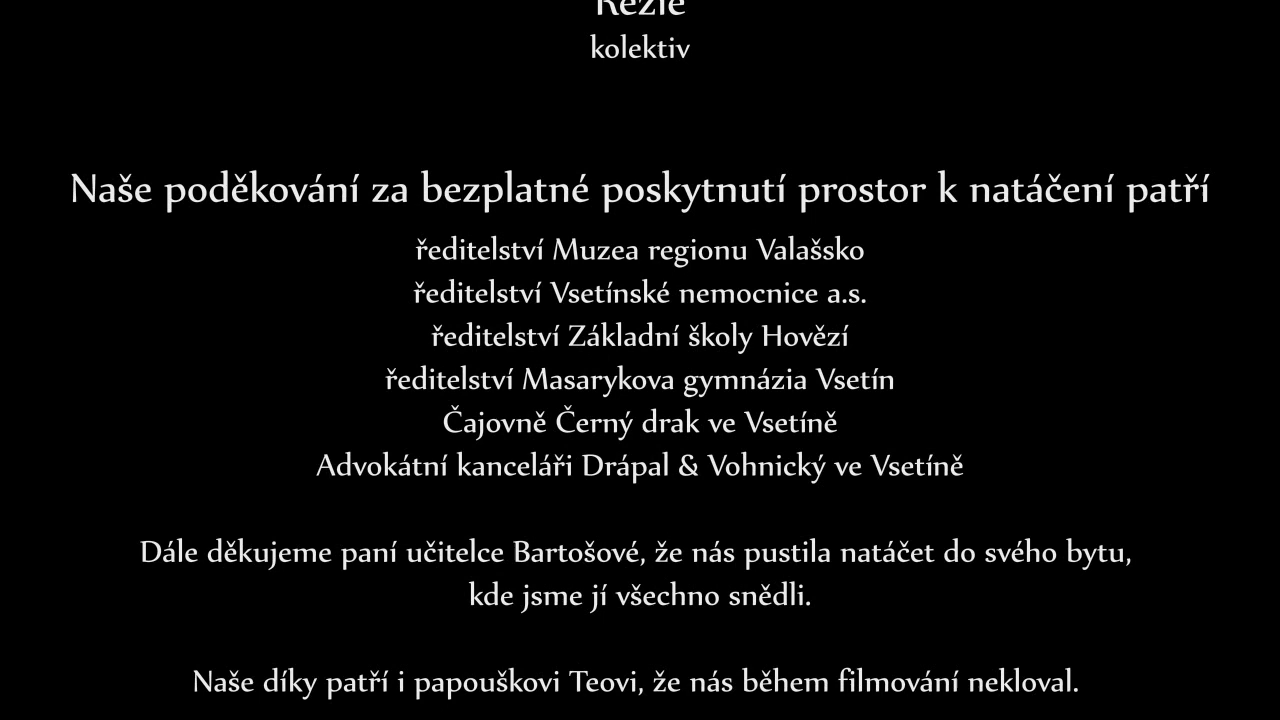 Režie
kolektiv
Naše poděkování za bezplatné poskytnutí prostor k natáčení patří
ředitelství Muzea regionu Valašsko
ředitelství Vsetínské nemocnice a.s.
ředitelství Základní školy Hovězí
ředitelství Masarykova gymnázia Vsetín
Čajovně Černý drak ve Vsetíně
Advokátní kanceláři Drápal & Vohnický ve Vsetíně
Dále děkujeme paní učitelce Bartošové, že nás pustila natáčet do svého bytu,
kde jsme jí všechno snědli.
Naše díky patří i papouškovi Teovi, že nás během filmování nekloval.